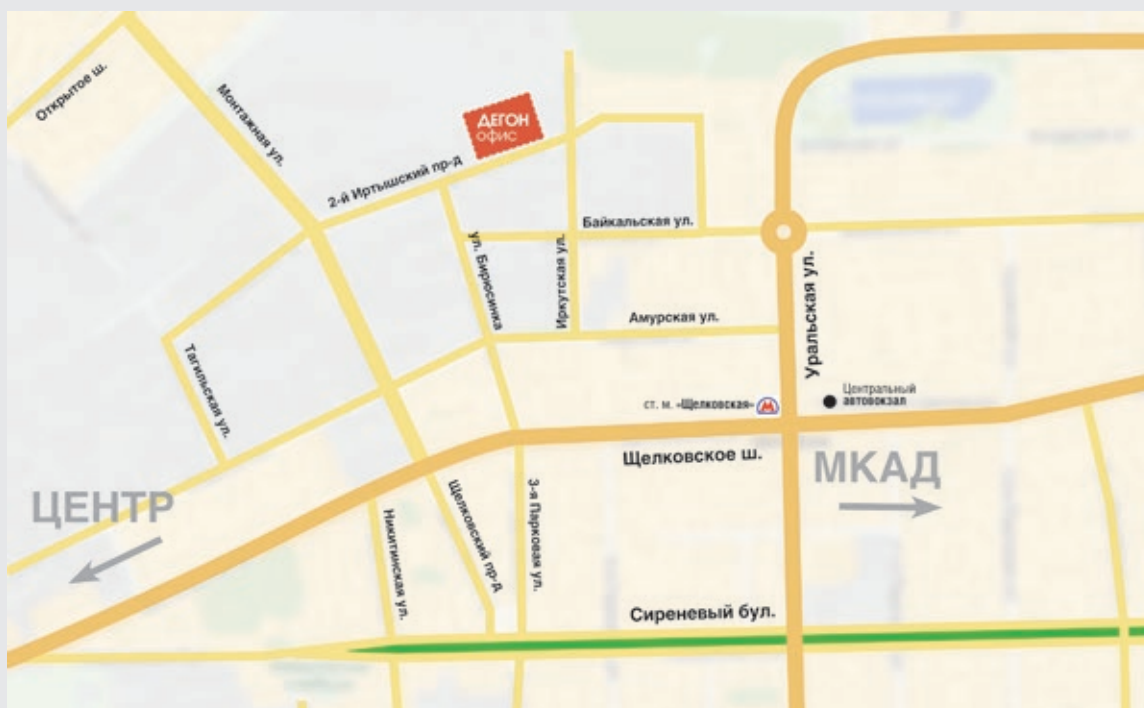 Открытое ш.
Монтажная ул.
ДЕГОН
офис
2-й Иртышский пр-д
Байкальская ул.
ул. Бирюсинка
Иркутская ул.
Уральская ул.
Амурская ул.
Тагильская ул.
Центральный
автовокзал
ст. м. «Щелковская»
Щелковское ш.
МКАД
ЦЕНТР
Никитинская ул.
Щелковский пр-д
3-я Парковая ул.
Сиреневый бул.